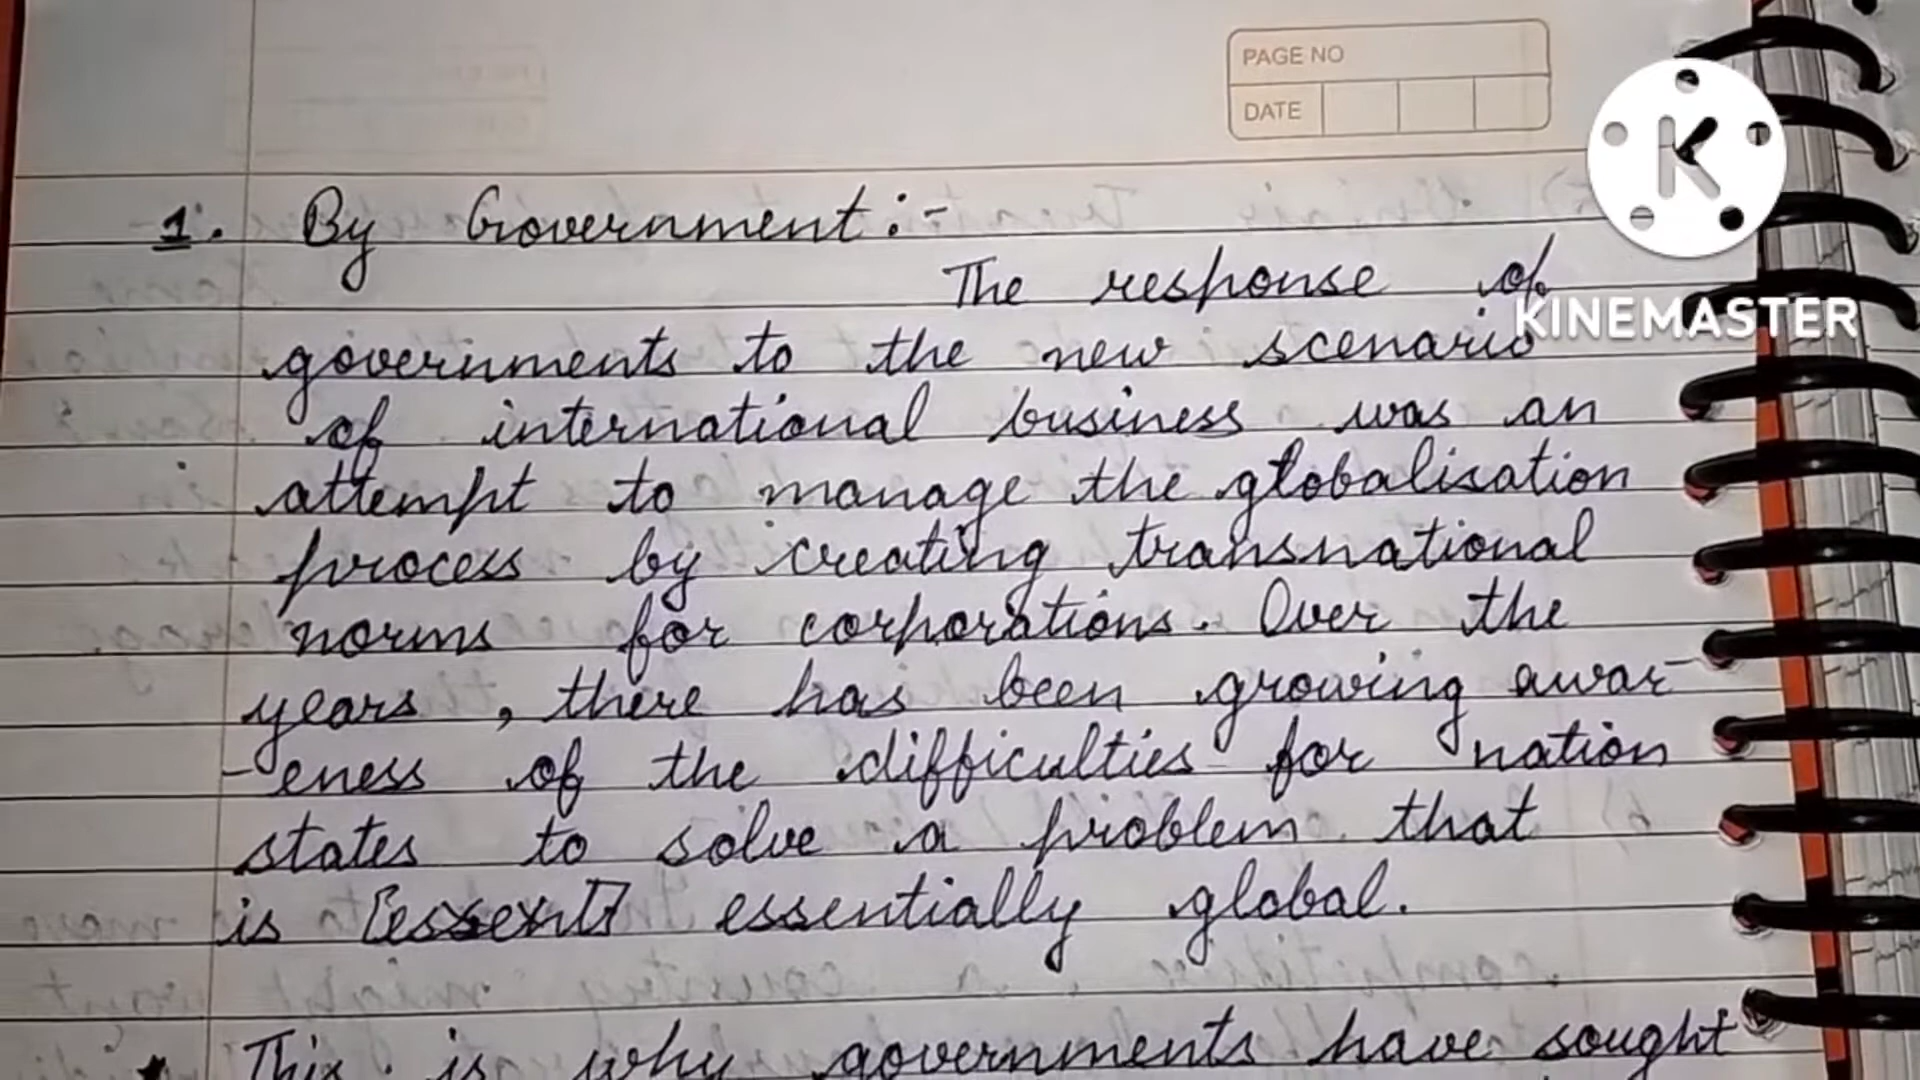 PAGE NO
DATE
K
KINEMASTER
1. By Government :-
The response of
governments to the new scenario
of international business was an
attempt to manage the globalisation
process by creating transnational
norms for corporations. Over the
years, there has been growing awar-
-eness of the difficulties for nation
states to solve a problem that
is essentially global.
This is why governments have sought